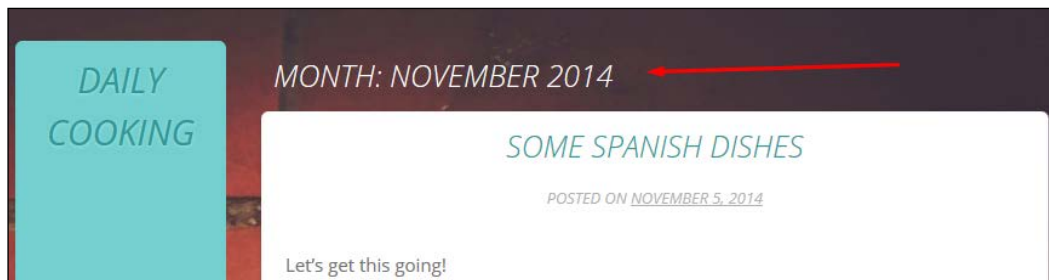 DAILY
COOKING
MONTH: NOVEMBER 2014
SOME SPANISH DISHES
POSTED ON NOVEMBER 5, 2014
Let's get this going!